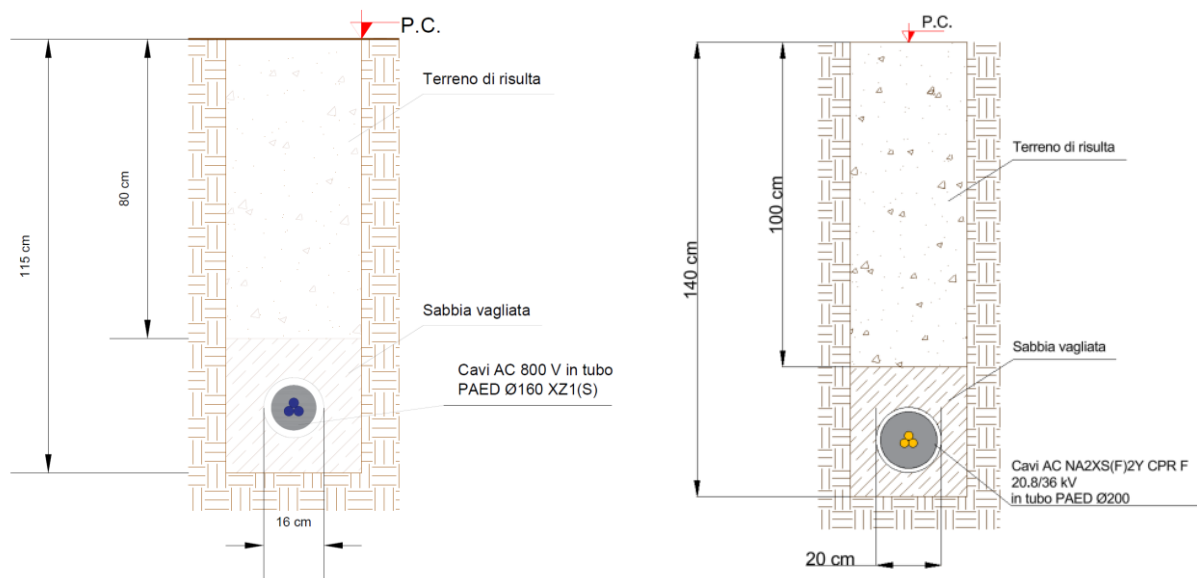 P.C.
Terreno di risulta
80 cm
115 cm
Sabbia vagliata
Cavi AC 800 V in tubo
PAED Ø160 XZ1(S)
16 cm
P.C.
Terreno di risulta
100 cm
140 cm
Sabbia vagliata
Cavi AC NA2XS(F)2Y CPR F
20.8/36 kV
in tubo PAED Ø200
20 cm